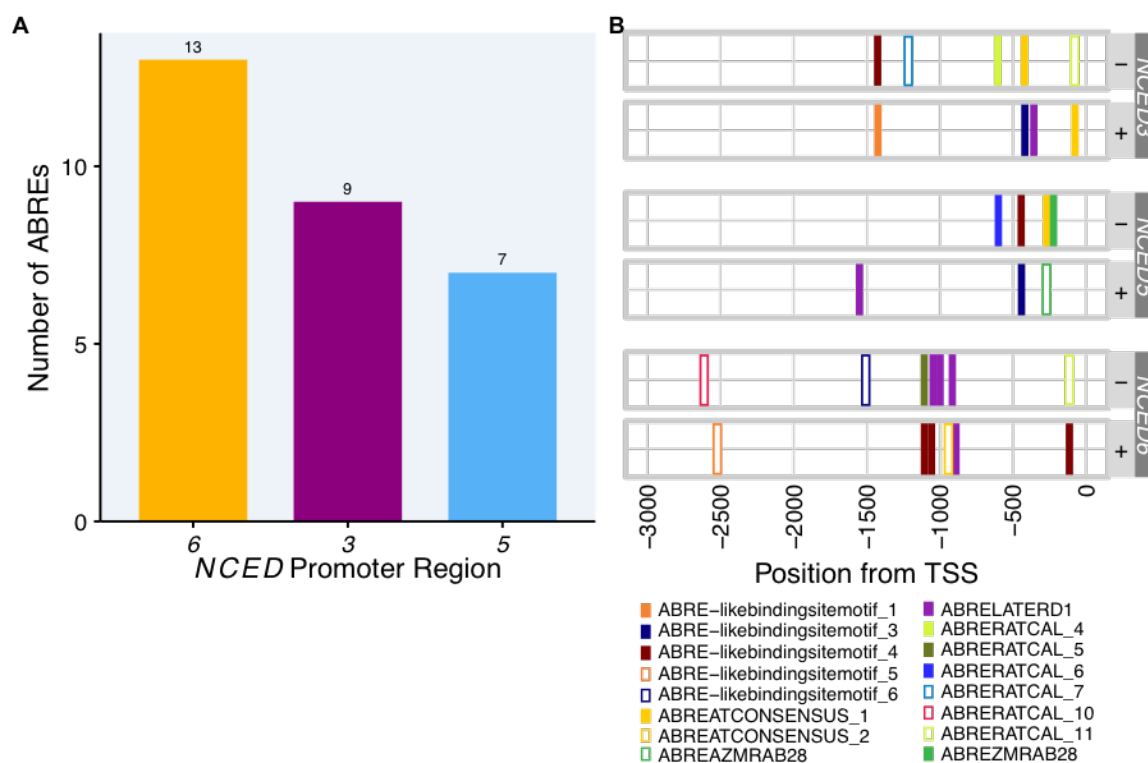 A
13
9
7
10
5
0
Number of ABREs
6
3
5
NCED Promoter Region
B
−
+
NCED3
−
+
NCED5
−
+
NCED6
−3000
−2500
−2000
−1500
−1000
−500
0
Position from TSS
ABRE−likebindingsitemotif_1
ABRE−likebindingsitemotif_3
ABRE−likebindingsitemotif_4
ABRE−likebindingsitemotif_5
ABRE−likebindingsitemotif_6
ABREATCONSENSUS_1
ABREATCONSENSUS_2
ABREAZMRAB28
ABRELATERD1
ABRERATCAL_4
ABRERATCAL_5
ABRERATCAL_6
ABRERATCAL_7
ABRERATCAL_10
ABRERATCAL_11
ABREZMRAB28